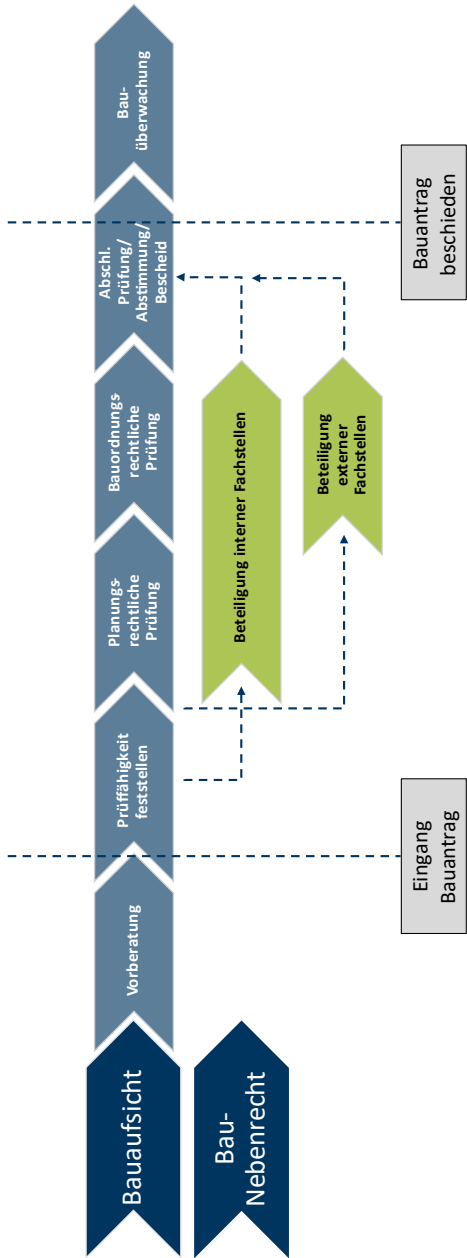 Bauaufsicht
Vorberatung
Prüffähigkeit
feststellen
Planungs-
rechtliche
Prüfung
Bauordnungs-
rechtliche
Prüfung
Abschl.
Prüfung/
Abstimmung/
Bescheid
Bau-
überwachung
Bau-
Nebenrecht
Beteiligung interner Fachstellen
Beteiligung
externer
Fachstellen
Eingang
Bauantrag
Bauantrag
beschieden